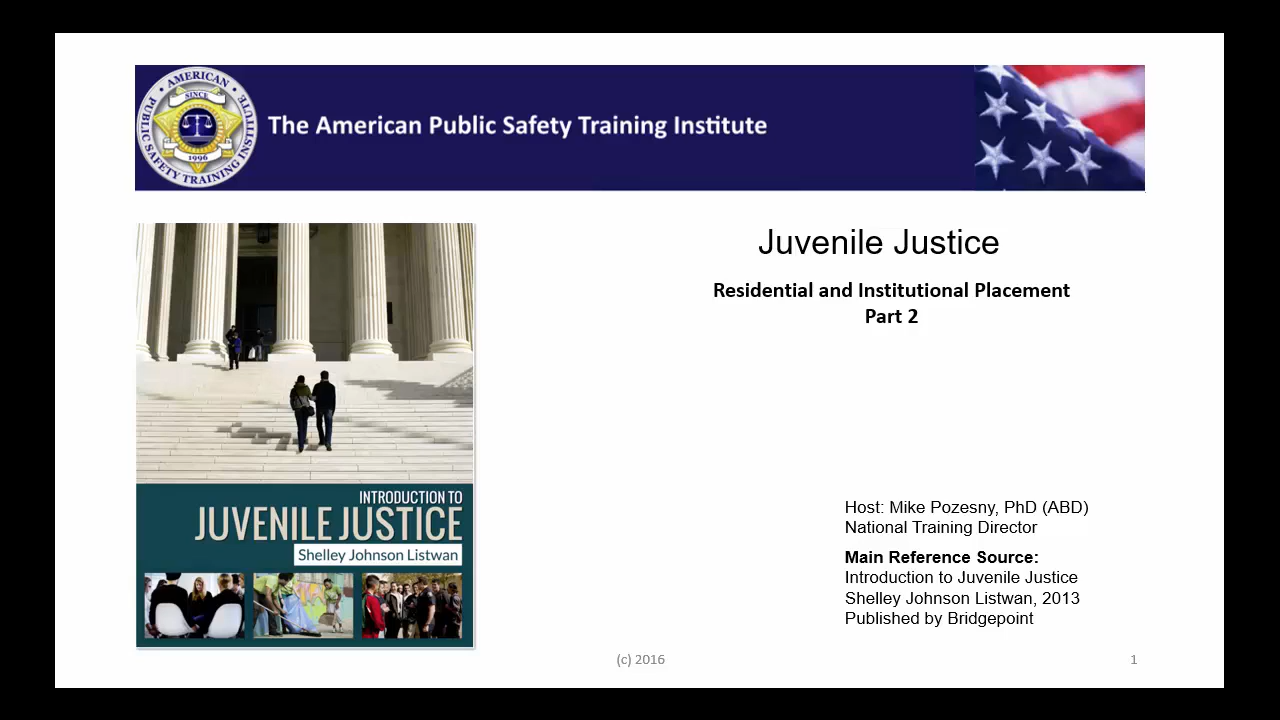 AMERICAN
PUBLIC SAFETY TRAINING INSTITUTE
SINCE
1996
The American Public Safety Training Institute
Juvenile Justice
Residential and Institutional Placement
Part 2
INTRODUCTION TO
JUVENILE JUSTICE
Shelley Johnson Listwan
Host: Mike Pozesny, PhD (ABD)
National Training Director
Main Reference Source:
Introduction to Juvenile Justice
Shelley Johnson Listwan, 2013
Published by Bridgepoint
(c) 2016
1